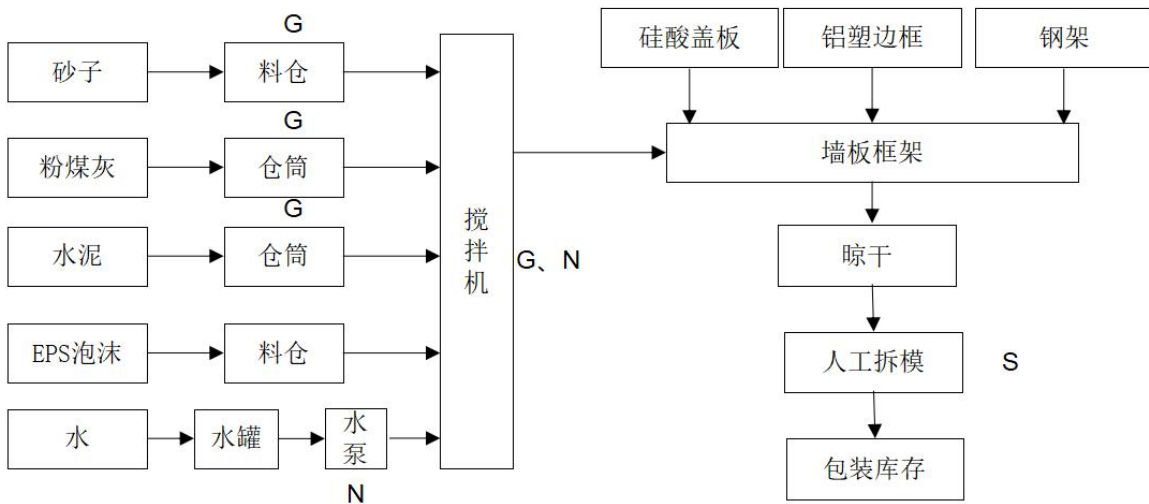 G
砂子
料仓
G
粉煤灰
仓筒
G
水泥
仓筒
EPS泡沫
料仓
水
水罐
水泵
N
搅拌机
G、N
硅酸盖板
铝塑边框
钢架
墙板框架
晾干
人工拆模
S
包装库存